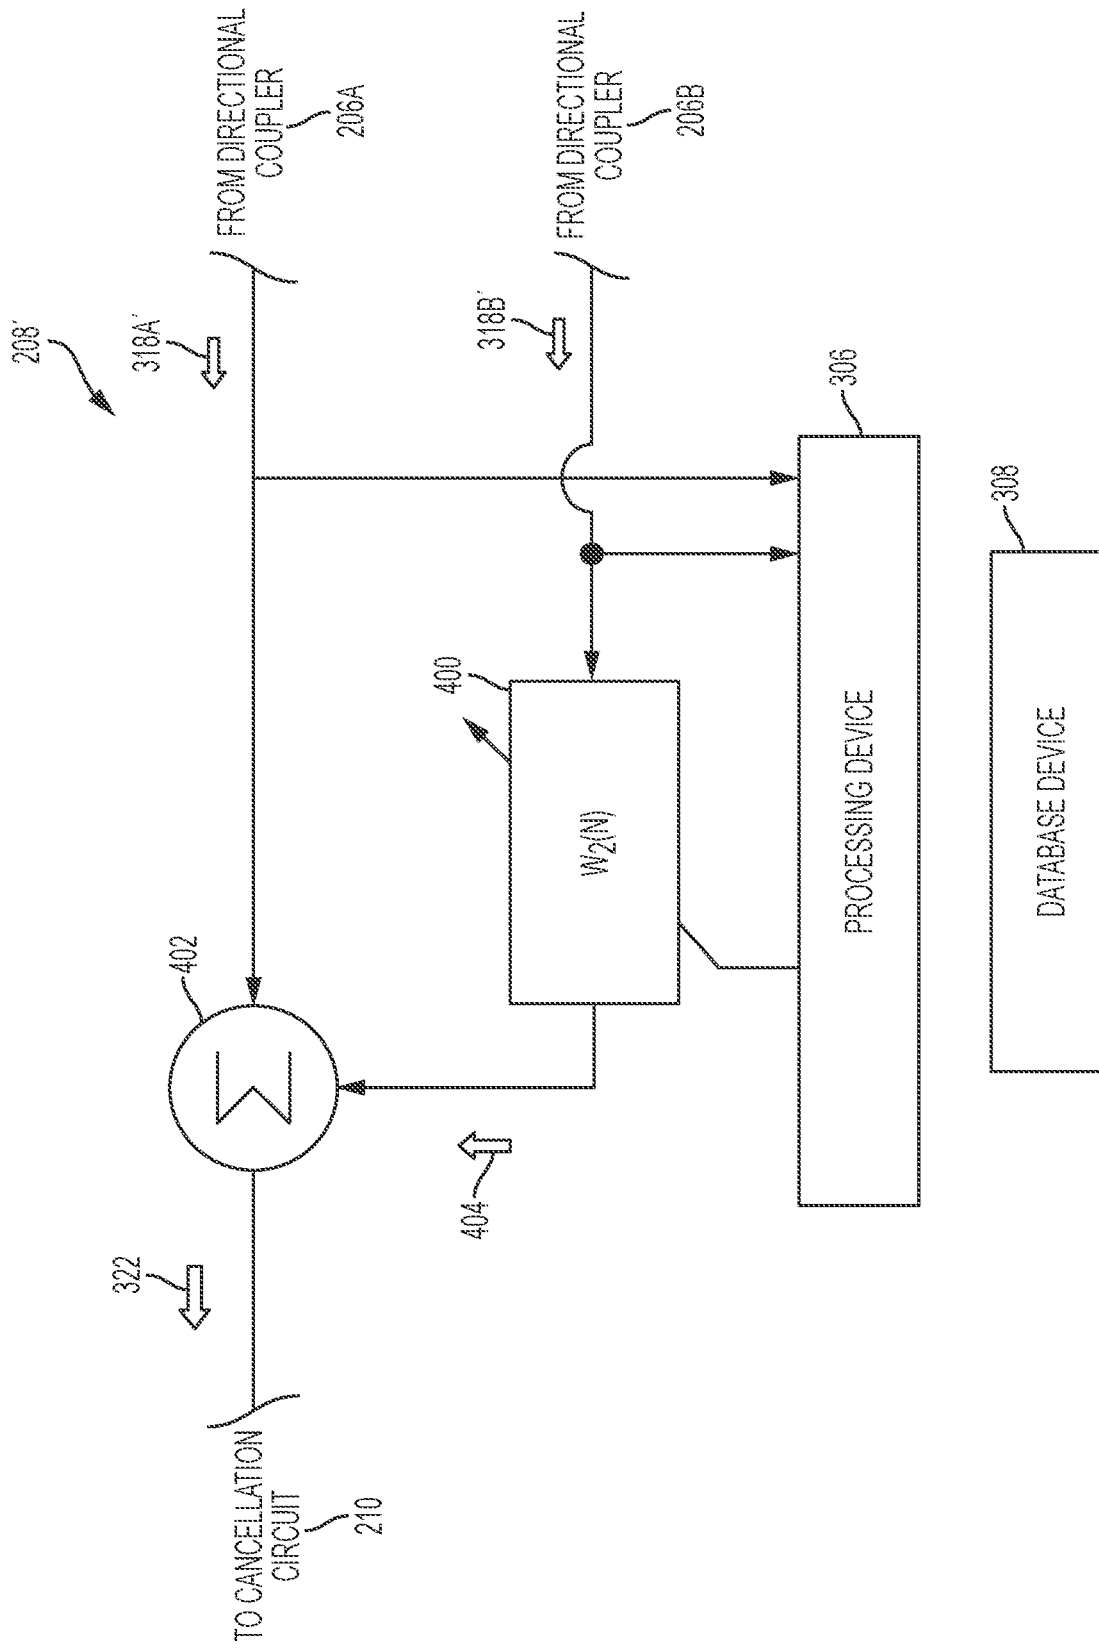 208´
FROM DIRECTIONAL
COUPLER
206A
318A´
FROM DIRECTIONAL
COUPLER
206B
318B´
402
Σ
322
TO CANCELLATION
CIRCUIT
210
400
W2(N)
404
306
PROCESSING DEVICE
308
DATABASE DEVICE